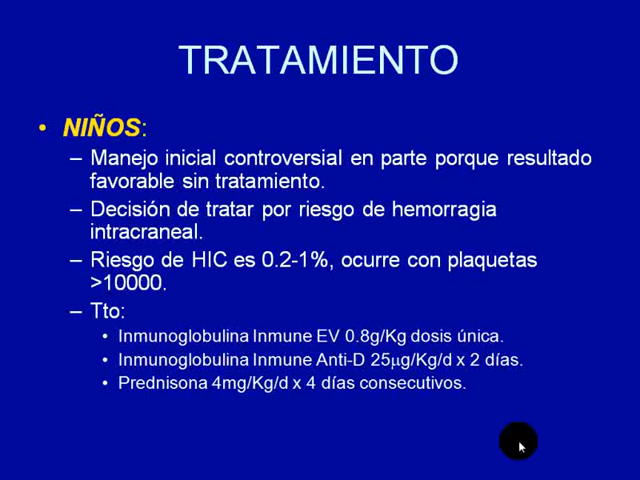 TRATAMIENTO
• NIÑOS:
– Manejo inicial controversial en parte porque resultado
favorable sin tratamiento.
– Decisión de tratar por riesgo de hemorragia
intracraneal.
– Riesgo de HIC es 0.2-1%, ocurre con plaquetas
>10000.
– Tto:
• Inmunoglobulina Inmune EV 0.8g/Kg dosis única.
• Inmunoglobulina Inmune Anti-D 25μg/Kg/d x 2 días.
• Prednisona 4mg/Kg/d x 4 días consecutivos.